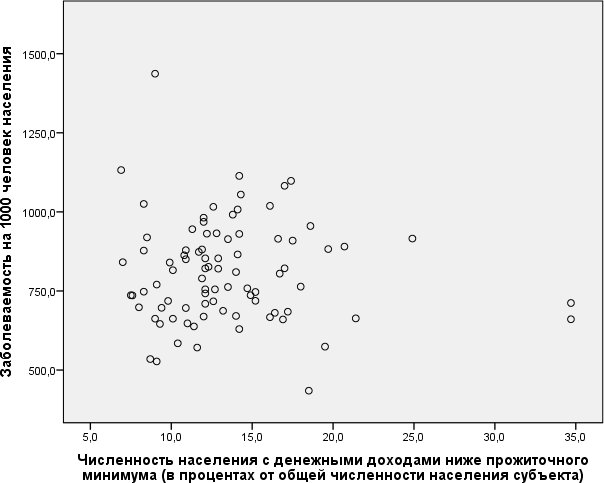 Заболеваемость на 1000 человек населения
1500,0
1250,0
1000,0
750,0
500,0
5,0 10,0 15,0 20,0 25,0 30,0 35,0
Численность населения с денежными доходами ниже прожиточного
минимума (в процентах от общей численности населения субъекта)